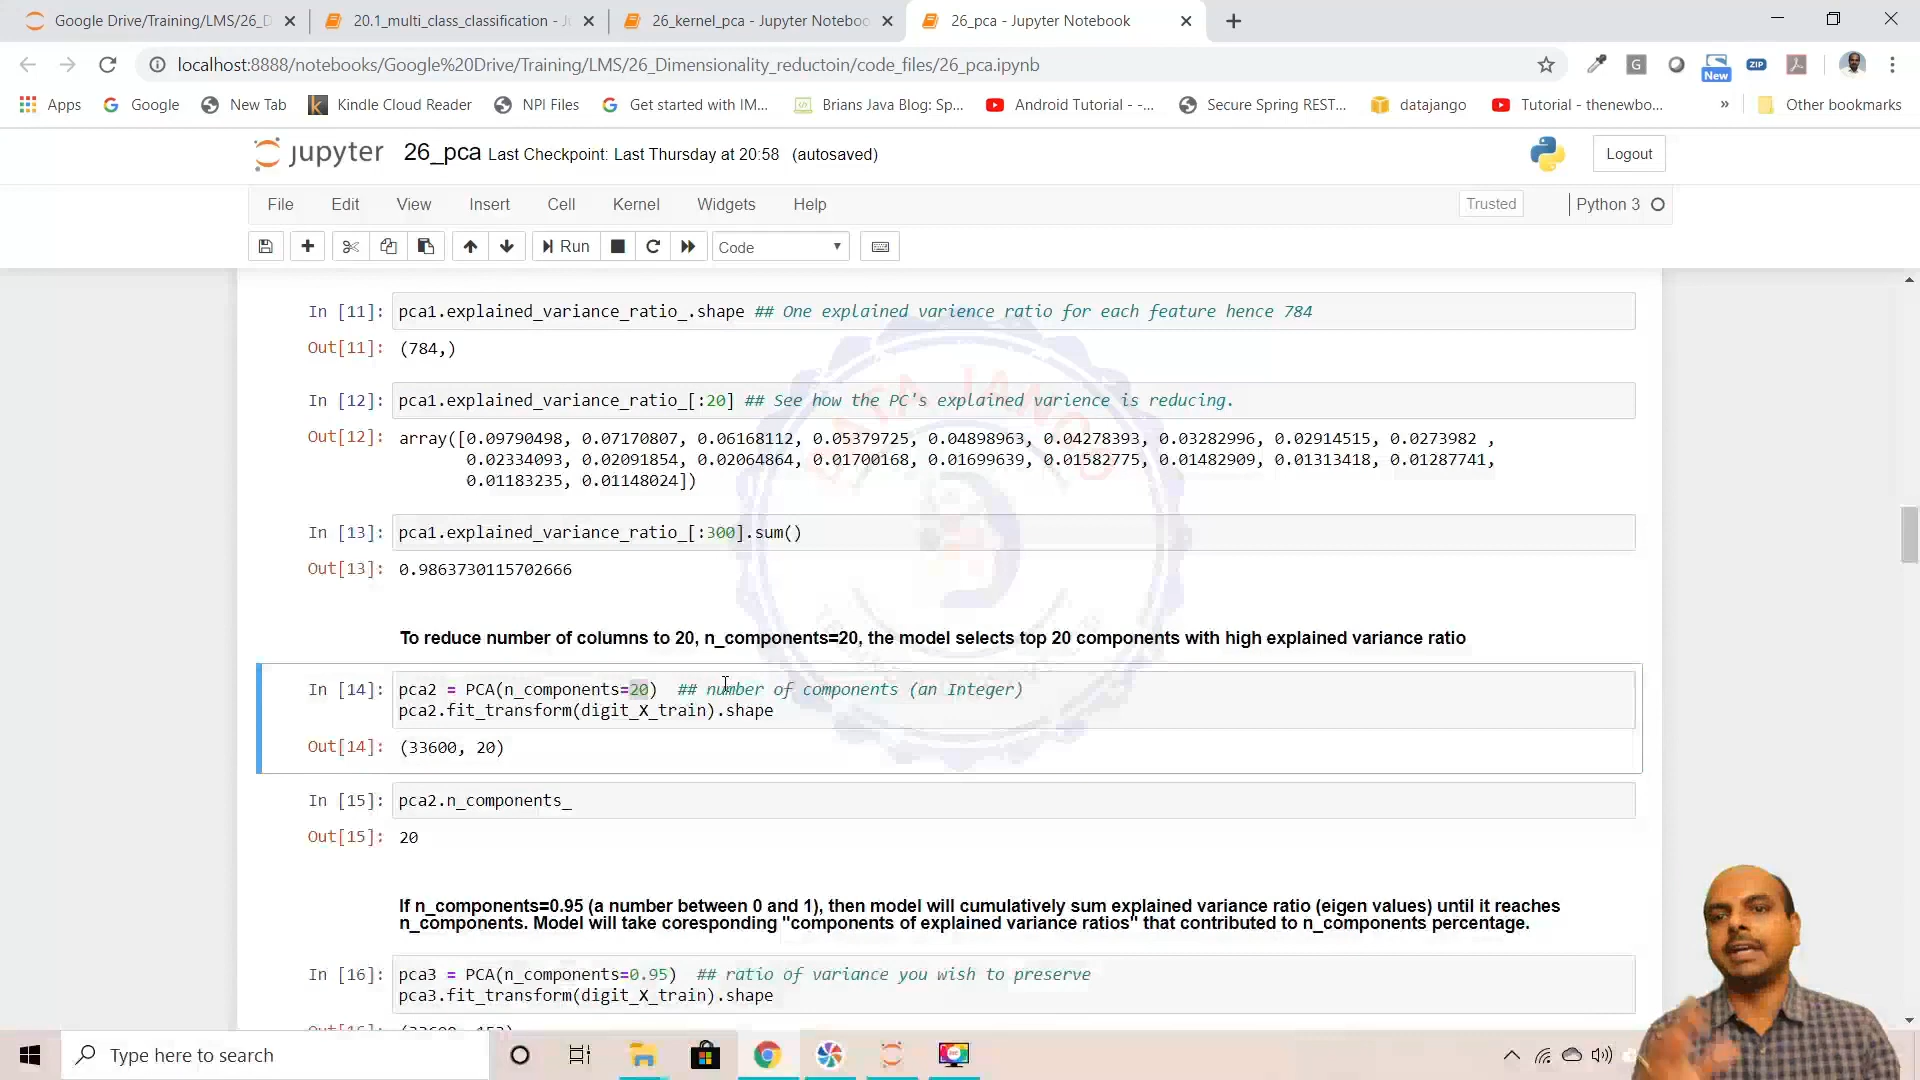 Google Drive/Training/LMS/26_D
20.1_multi_class_classification - J
26_kernel_pca - Jupyter Noteboo
26_pca - Jupyter Notebook
localhost:8888/notebooks/Google%20Drive/Training/LMS/26_Dimensionality_reductoin/code_files/26_pca.ipynb
New
ZIP
Apps
Google
New Tab
Kindle Cloud Reader
NPI Files
Get started with IM...
Brians Java Blog: Sp...
Android Tutorial - -...
Secure Spring REST...
datajango
Tutorial - thenewbo...
»
Other bookmarks
jupyter 26_pca Last Checkpoint: Last Thursday at 20:58 (autosaved)
Logout
File Edit View Insert Cell Kernel Widgets Help
Trusted
Python 3
Run
Code
In [11]: pca1.explained_variance_ratio_.shape ## One explained varience ratio for each feature hence 784
Out[11]: (784,)
In [12]: pca1.explained_variance_ratio_[:20] ## See how the PC's explained varience is reducing.
Out[12]: array([0.09790498, 0.07170807, 0.06168112, 0.05379725, 0.04898963, 0.04278393, 0.03282996, 0.02914515, 0.0273982 ,
0.02334093, 0.02091854, 0.02064864, 0.01700168, 0.01699639, 0.01582775, 0.01482909, 0.01313418, 0.01287741,
0.01183235, 0.01148024])
In [13]: pca1.explained_variance_ratio_[:300].sum()
Out[13]: 0.9863730115702666
To reduce number of columns to 20, n_components=20, the model selects top 20 components with high explained variance ratio
In [14]: pca2 = PCA(n_components=20) ## number of components (an Integer)
pca2.fit_transform(digit_X_train).shape
Out[14]: (33600, 20)
In [15]: pca2.n_components_
Out[15]: 20
If n_components=0.95 (a number between 0 and 1), then model will cumulatively sum explained variance ratio (eigen values) until it reaches
n_components. Model will take coresponding "components of explained variance ratios" that contributed to n_components percentage.
In [16]: pca3 = PCA(n_components=0.95) ## ratio of variance you wish to preserve
pca3.fit_transform(digit_X_train).shape
DATA JANGO
Type here to search